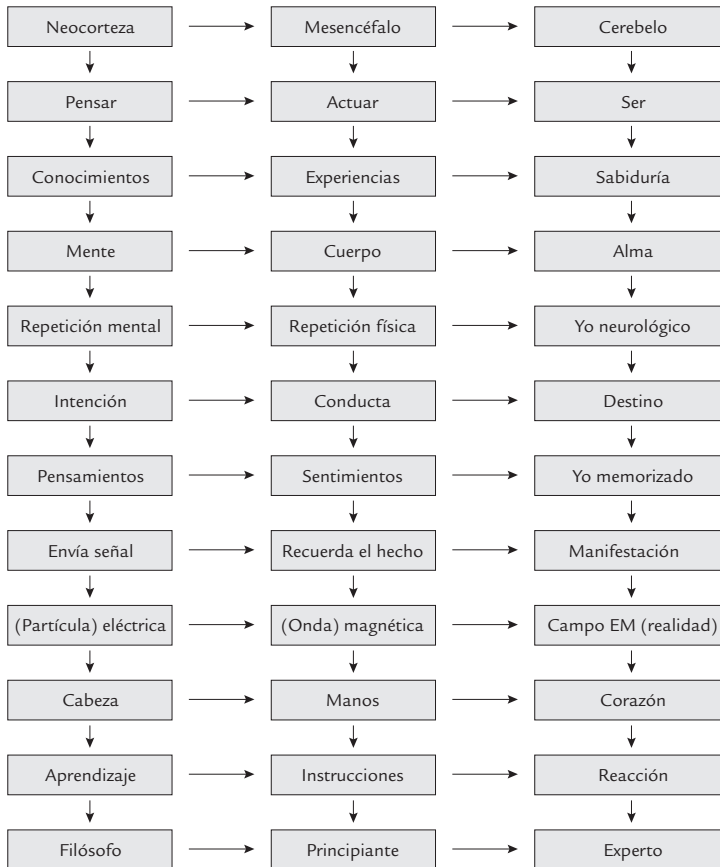 Neocorteza Mesencéfalo Cerebelo
Pensar Actuar Ser
Conocimientos Experiencias Sabiduría
Mente Cuerpo Alma
Repetición mental Repetición física Yo neurológico
Intención Conducta Destino
Pensamientos Sentimientos Yo memorizado
Envía señal Recuerda el hecho Manifestación
(Partícula) eléctrica (Onda) magnética Campo EM (realidad)
Cabeza Manos Corazón
Aprendizaje Instrucciones Reacción
Filósofo Principiante Experto